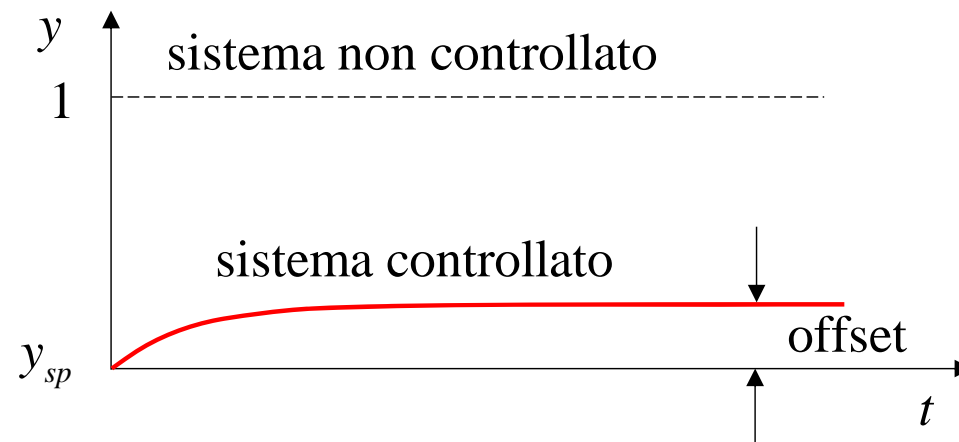 y
sistema non controllato
1
sistema controllato
offset
y_sp
t